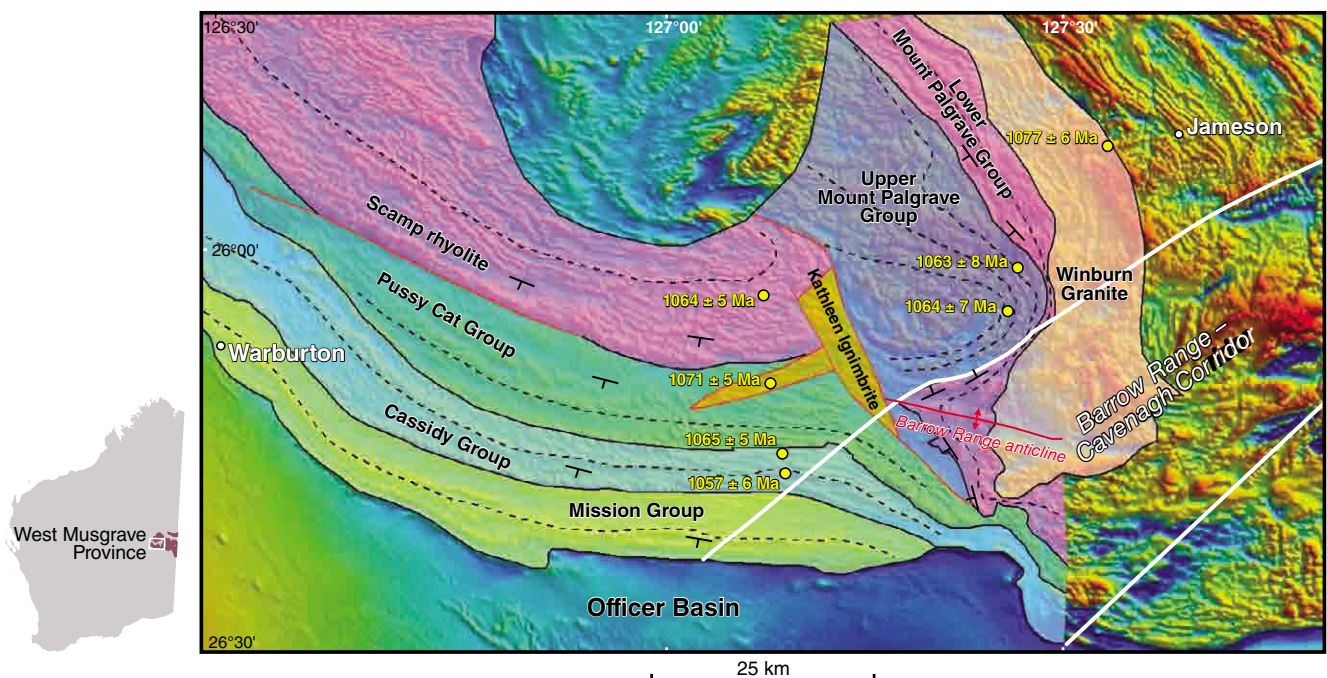 126°30'
127°00'
127°30'
Lower
Mount Palgrave Group
Jameson
1077 ± 6 Ma
Upper
Mount Palgrave
Group
Scamp rhyolite
26°00'
1063 ± 8 Ma
Winburn
Granite
Kathleen Ignimbrite
1064 ± 5 Ma
1064 ± 7 Ma
Pussy Cat Group
Warburton
1071 ± 5 Ma
Barrow Range –
Cavenagh Corridor
Barrow Range anticline
Cassidy Group
1065 ± 5 Ma
1057 ± 6 Ma
Mission Group
West Musgrave
Province
Officer Basin
26°30'
25 km